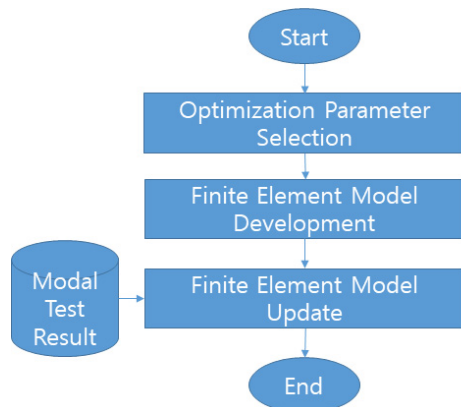 Start
Optimization Parameter
Selection
Finite Element Model
Development
Modal
Test
Result
Finite Element Model
Update
End